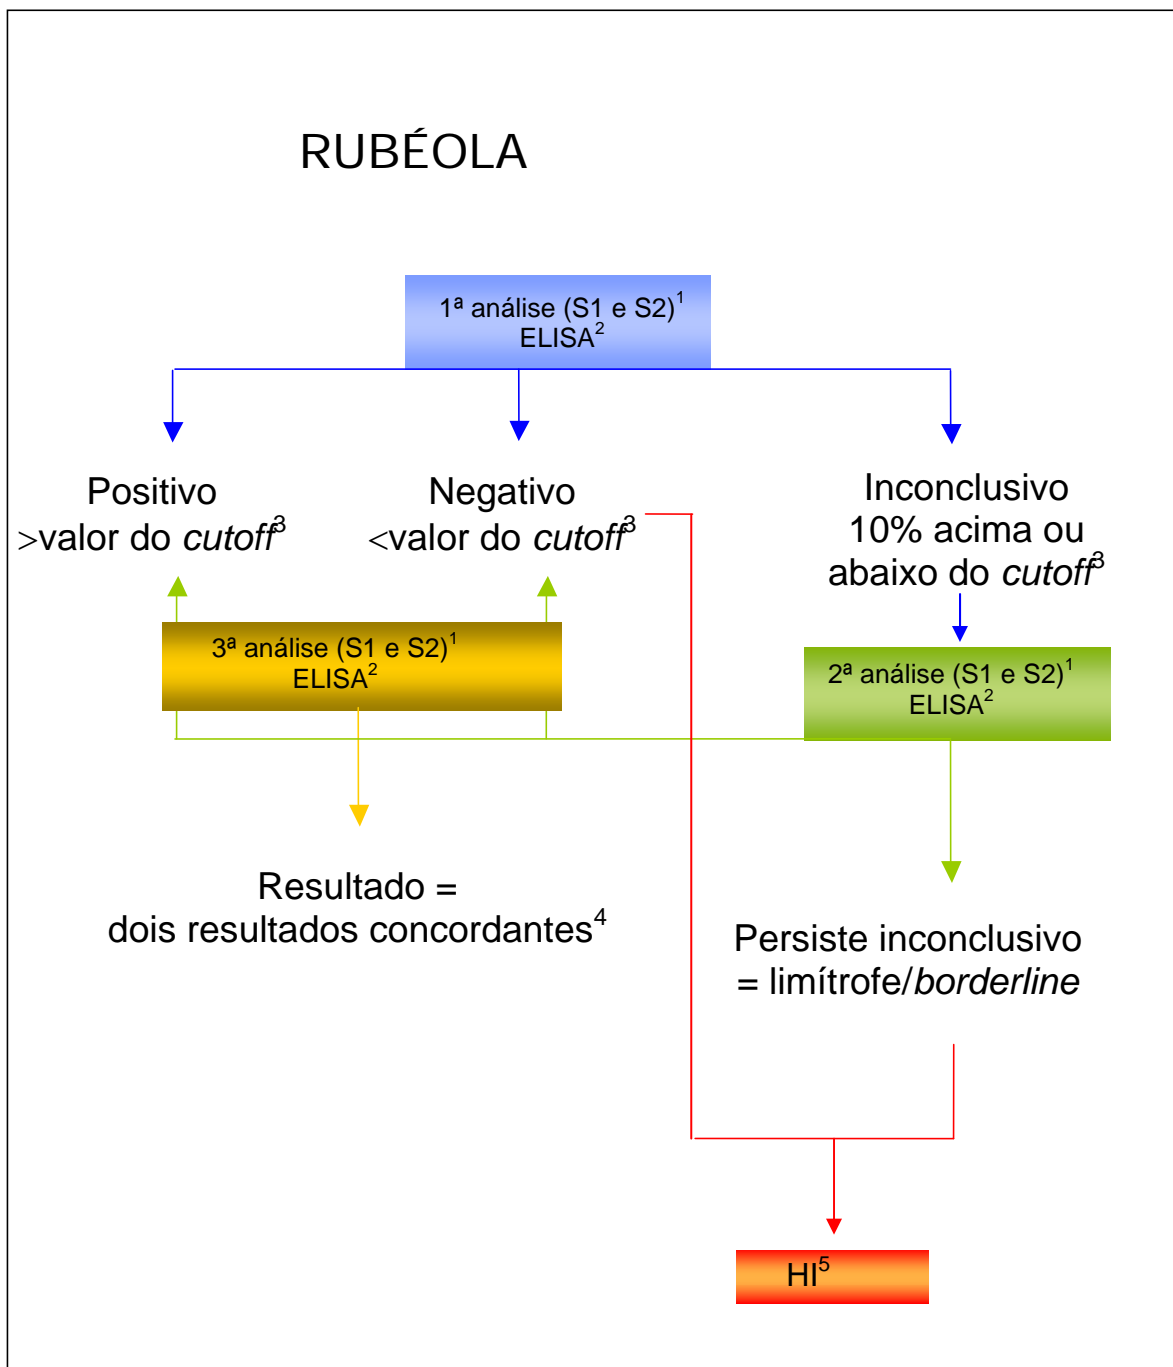 RUBÉOLA
1ª análise (S1 e S2)¹
ELISA²
Positivo
>valor do cutoff³
Negativo
<valor do cutoff³
Inconclusivo
10% acima ou
abaixo do cutoff³
3ª análise (S1 e S2)¹
ELISA²
2ª análise (S1 e S2)¹
ELISA²
Resultado =
dois resultados concordantes⁴
Persiste inconclusivo
= limítrofe/borderline
HI⁵